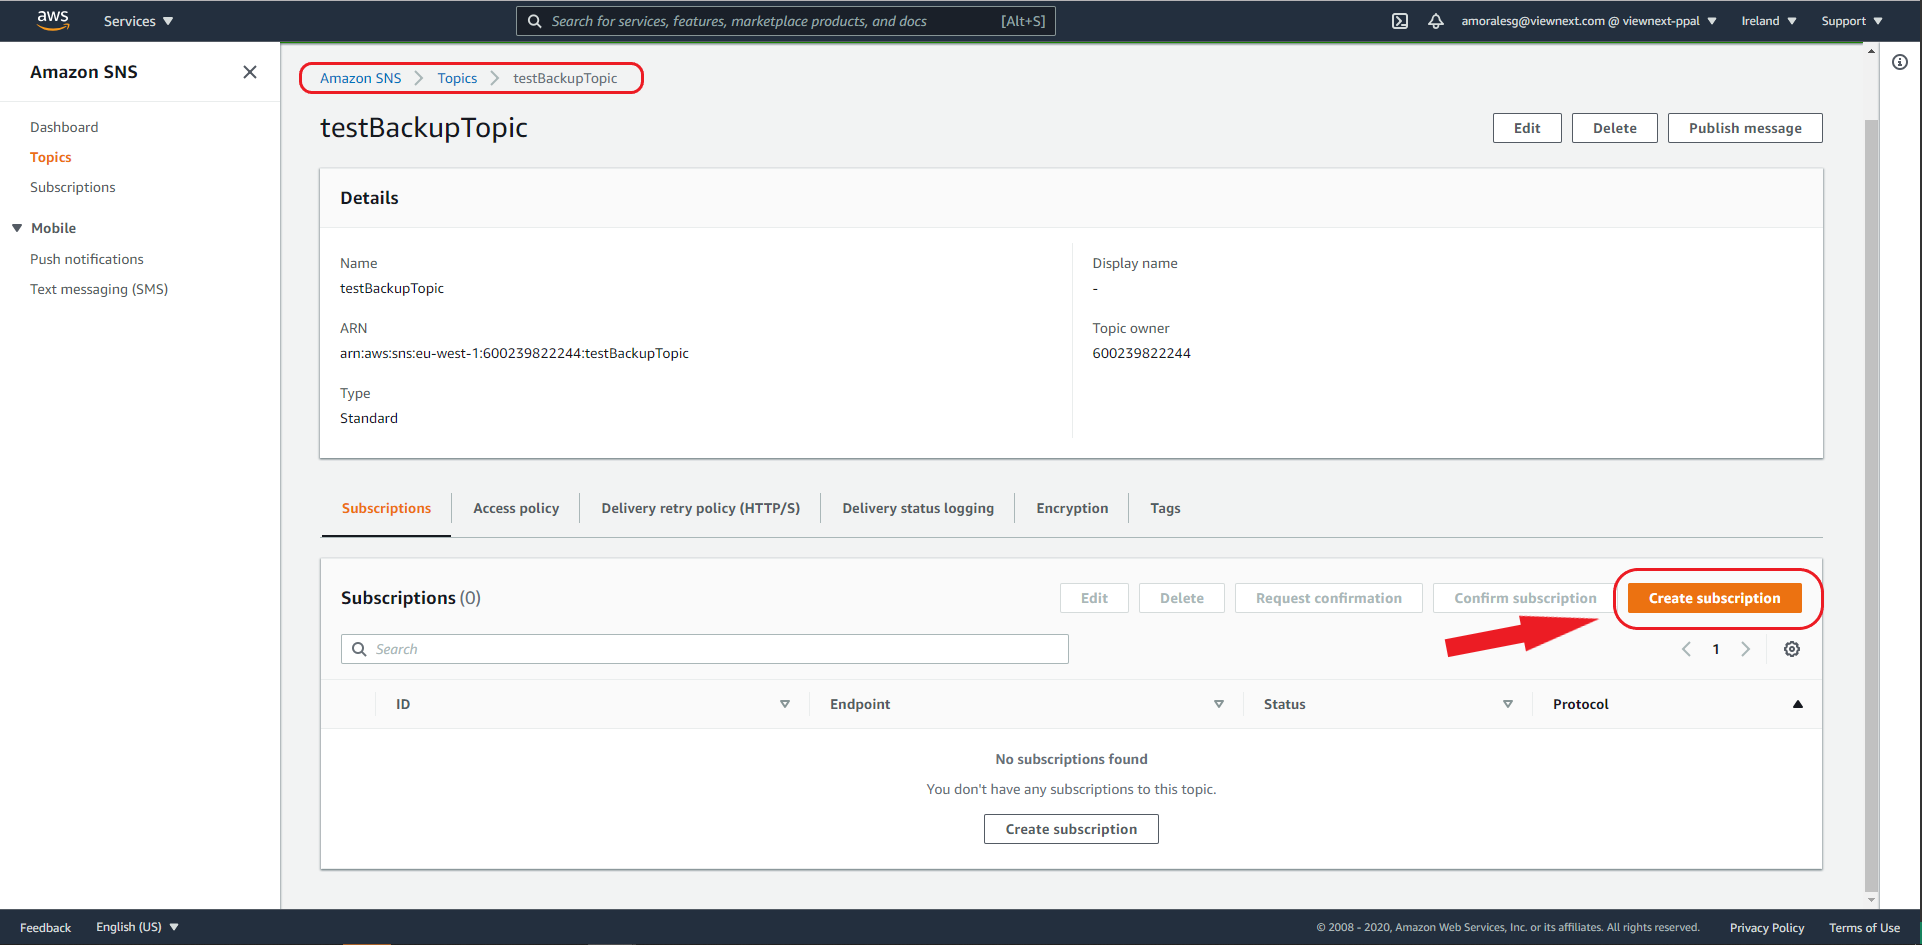 aws Services Search for services, features, marketplace products, and docs [Alt+S] amoralesg@viewnext.com @ viewnext-ppal Ireland Support
Amazon SNS
Dashboard
Topics
Subscriptions
Mobile
Push notifications
Text messaging (SMS)
Amazon SNS Topics testBackupTopic
testBackupTopic Edit Delete Publish message
Details
Name
testBackupTopic
ARN
arn:aws:sns:eu-west-1:600239822244:testBackupTopic
Type
Standard
Display name
-
Topic owner
600239822244
Subscriptions Access policy Delivery retry policy (HTTP/S) Delivery status logging Encryption Tags
Subscriptions (0) Edit Delete Request confirmation Confirm subscription Create subscription
Search 1
ID Endpoint Status Protocol
No subscriptions found
You don't have any subscriptions to this topic.
Create subscription
Feedback English (US) © 2008 - 2020, Amazon Web Services, Inc. or its affiliates. All rights reserved. Privacy Policy Terms of Use